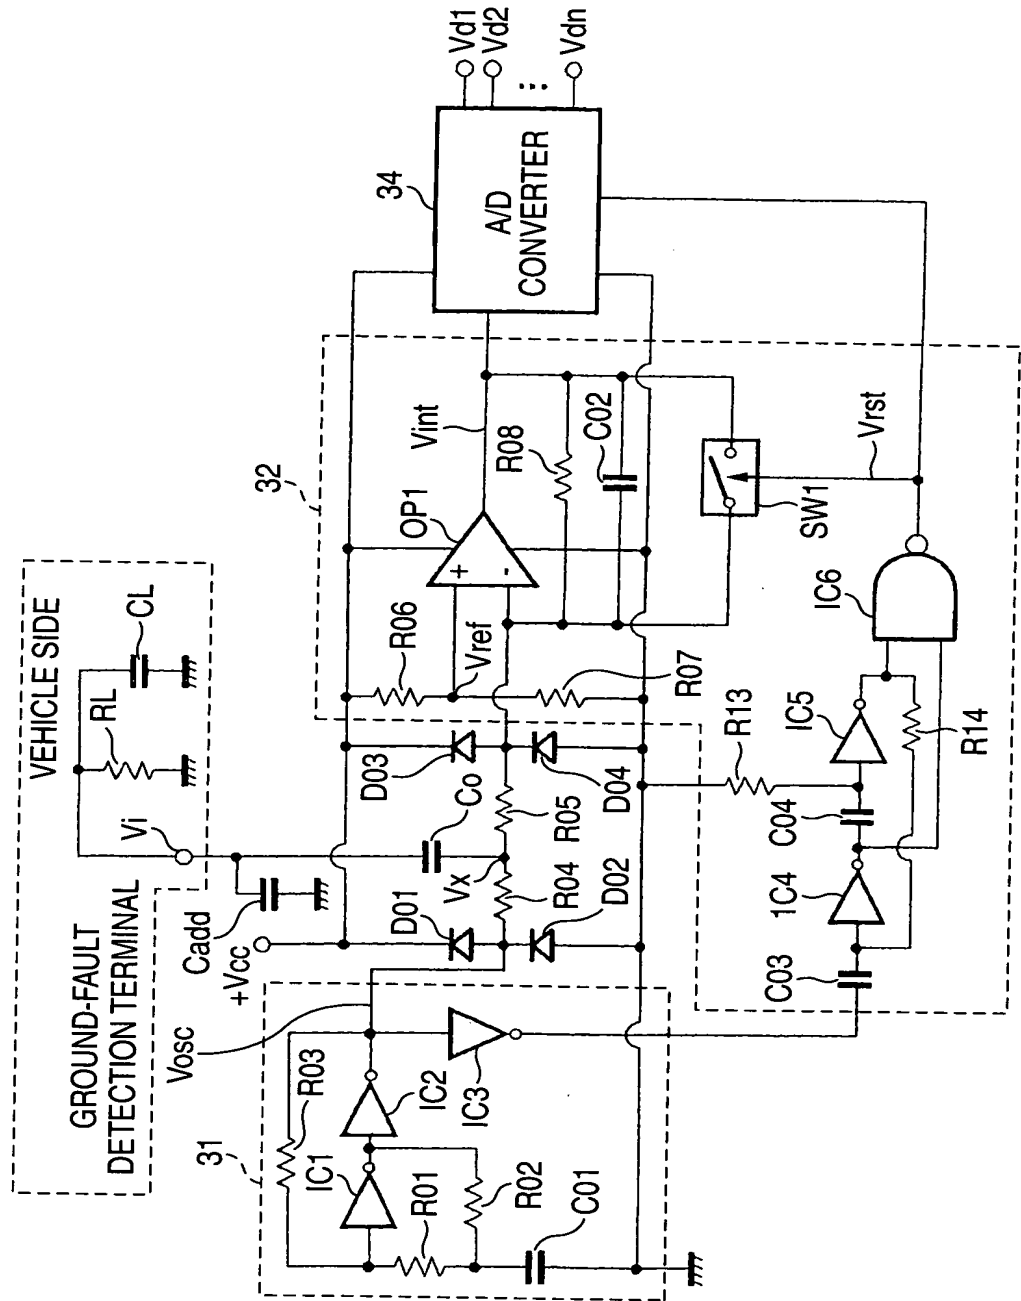 VEHICLE SIDE
RL
CL
GROUND-FAULT
DETECTION TERMINAL
Vi
Cadd
+Vcc
Vosc
31
R03
IC1
IC2
R01
R02
IC3
C01
D01
D02
Vx
Co
R04
R05
D03
D04
32
R06
Vref
R07
OP1
+
-
Vint
R08
C02
SW1
Vrst
34
A/D
CONVERTER
Vd1
Vd2
⋮
Vdn
C03
1C4
C04
R13
IC5
R14
IC6